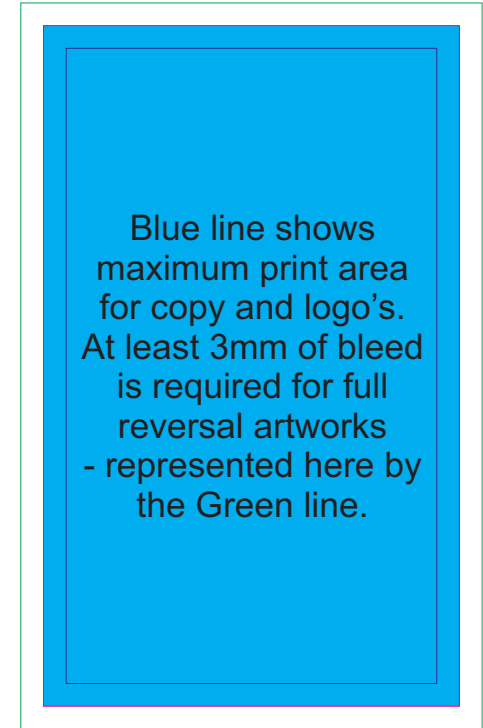 Blue line shows
maximum print area
for copy and logo’s.
At least 3mm of bleed
is required for full
reversal artworks
- represented here by
the Green line.